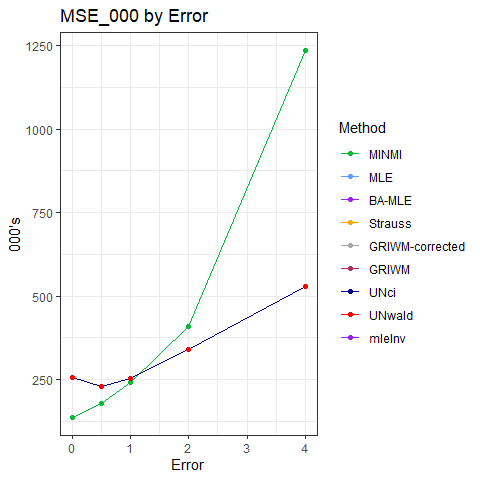 MSE_000 by Error
1250
1000
750
500
250
000's
0
1
2
3
4
Error
Method
MINMI
MLE
BA-MLE
Strauss
GRIWM-corrected
GRIWM
UNci
UNwald
mleInv